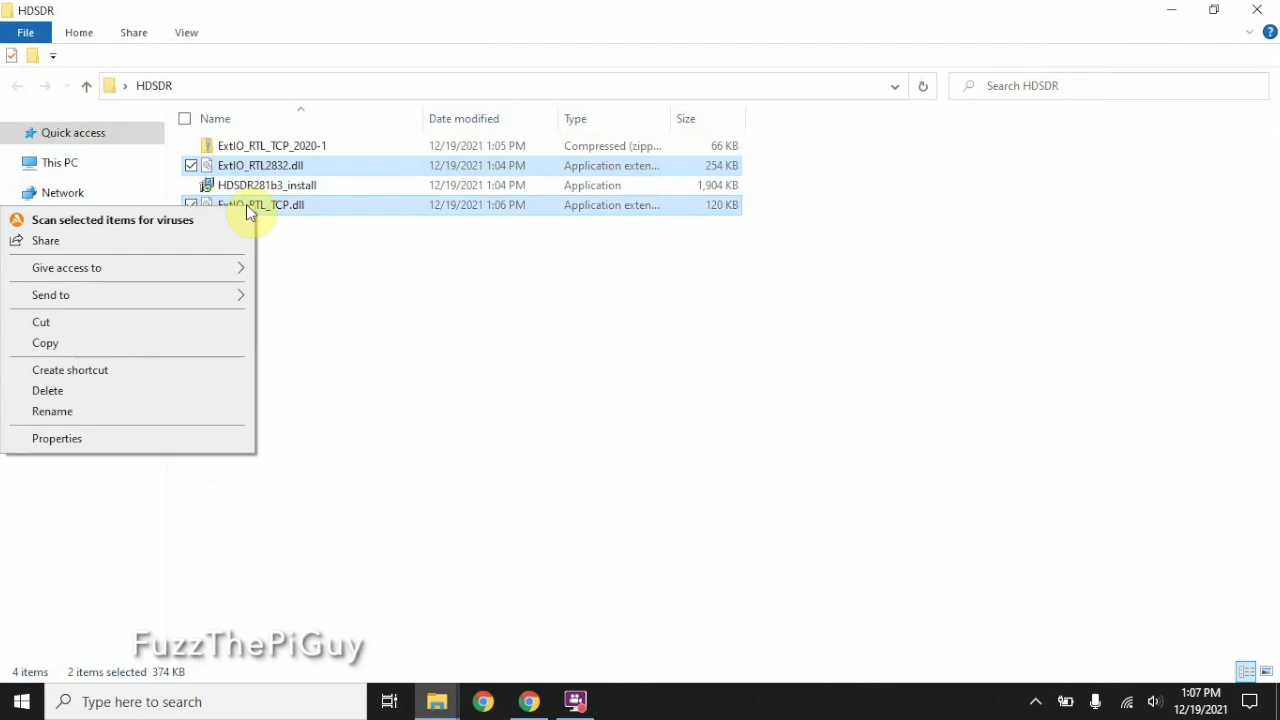 HDSDR
File Home Share View
HDSDR
Search HDSDR
Name Date modified Type Size
Quick access
This PC
Network
ExtIO_RTL_TCP_2020-1 12/19/2021 1:05 PM Compressed (zipp... 66 KB
ExtIO_RTL2832.dll 12/19/2021 1:04 PM Application exten... 254 KB
HDSDR281b3_install 12/19/2021 1:04 PM Application 1,904 KB
ExtIO_RTL_TCP.dll 12/19/2021 1:06 PM Application exten... 120 KB
Scan selected items for viruses
Share
Give access to
Send to
Cut
Copy
Create shortcut
Delete
Rename
Properties
FuzzThePiGuy
4 items 2 items selected 374 KB
Type here to search
1:07 PM
12/19/2021